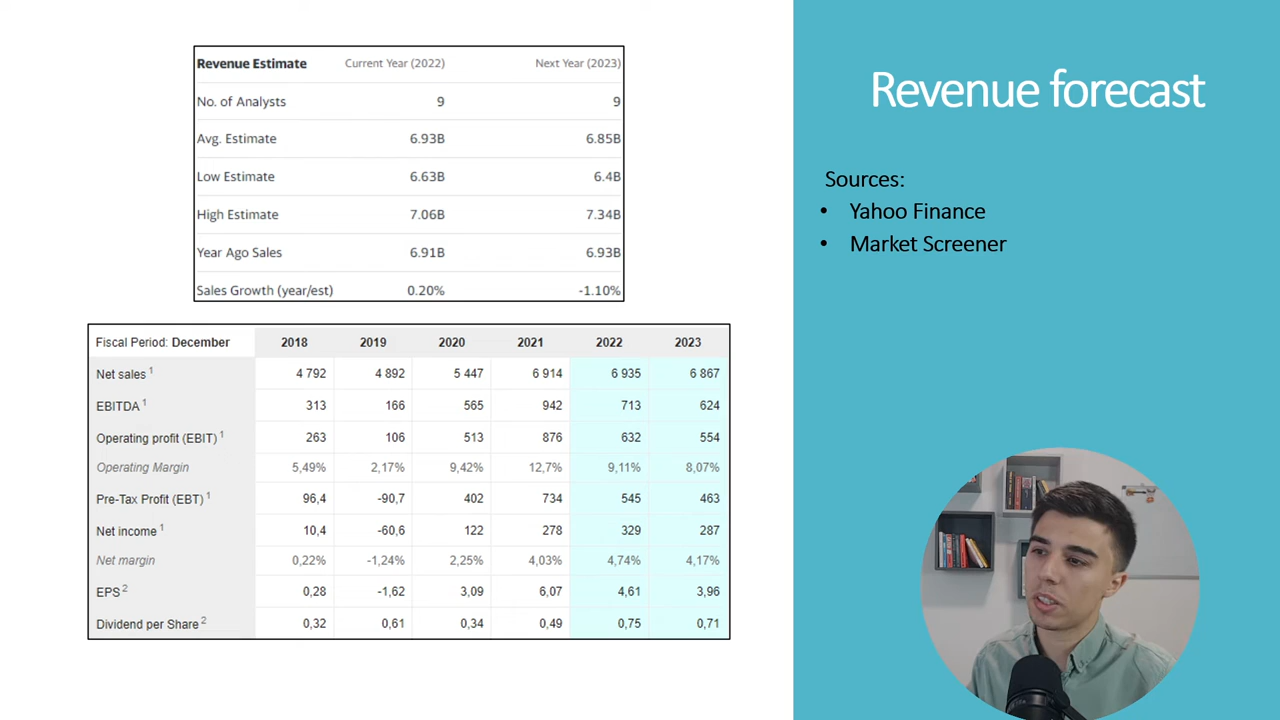 Revenue Estimate Current Year (2022) Next Year (2023)
No. of Analysts 9 9
Avg. Estimate 6.93B 6.85B
Low Estimate 6.63B 6.4B
High Estimate 7.06B 7.34B
Year Ago Sales 6.91B 6.93B
Sales Growth (year/est) 0.20% -1.10%
Fiscal Period: December 2018 2019 2020 2021 2022 2023
Net sales 1 4 792 4 892 5 447 6 914 6 935 6 867
EBITDA 1 313 166 565 942 713 624
Operating profit (EBIT) 1 263 106 513 876 632 554
Operating Margin 5,49% 2,17% 9,42% 12,7% 9,11% 8,07%
Pre-Tax Profit (EBT) 1 96,4 -90,7 402 734 545 463
Net income 1 10,4 -60,6 122 278 329 287
Net margin 0,22% -1,24% 2,25% 4,03% 4,74% 4,17%
EPS 2 0,28 -1,62 3,09 6,07 4,61 3,96
Dividend per Share 2 0,32 0,61 0,34 0,49 0,75 0,71
Revenue forecast
Sources:
• Yahoo Finance
• Market Screener